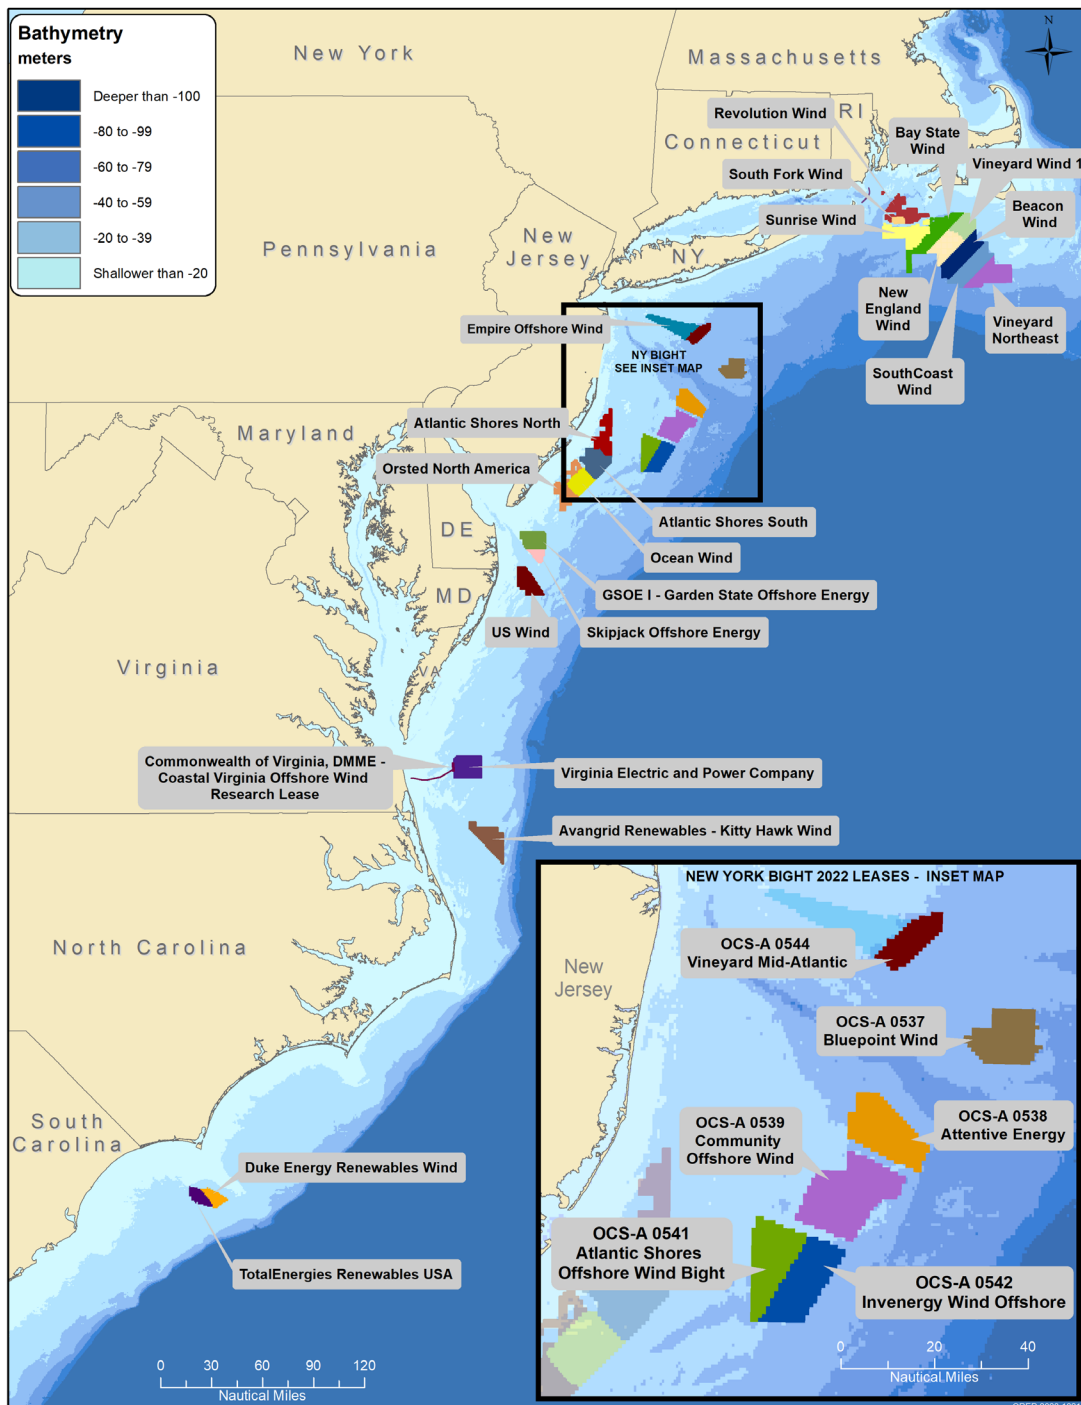 Bathymetry
meters
Deeper than -100
-80 to -99
-60 to -79
-40 to -59
-20 to -39
Shallower than -20
N
New York
Massachusetts
RI
Connecticut
Pennsylvania
New
Jersey
NY
Maryland
DE
MD
VA
Virginia
North Carolina
South
Carolina
Revolution Wind
Bay State
Wind
Vineyard Wind 1
South Fork Wind
Beacon
Wind
Sunrise Wind
New
England
Wind
Vineyard
Northeast
SouthCoast
Wind
Empire Offshore Wind
NY BIGHT
SEE INSET MAP
Atlantic Shores North
Orsted North America
Atlantic Shores South
Ocean Wind
GSOE I - Garden State Offshore Energy
US Wind
Skipjack Offshore Energy
Commonwealth of Virginia, DMME -
Coastal Virginia Offshore Wind
Research Lease
Virginia Electric and Power Company
Avangrid Renewables - Kitty Hawk Wind
Duke Energy Renewables Wind
TotalEnergies Renewables USA
0 30 60 90 120
Nautical Miles
NEW YORK BIGHT 2022 LEASES - INSET MAP
New
Jersey
OCS-A 0544
Vineyard Mid-Atlantic
OCS-A 0537
Bluepoint Wind
OCS-A 0538
Attentive Energy
OCS-A 0539
Community
Offshore Wind
OCS-A 0541
Atlantic Shores
Offshore Wind Bight
OCS-A 0542
Invenergy Wind Offshore
0 20 40
Nautical Miles